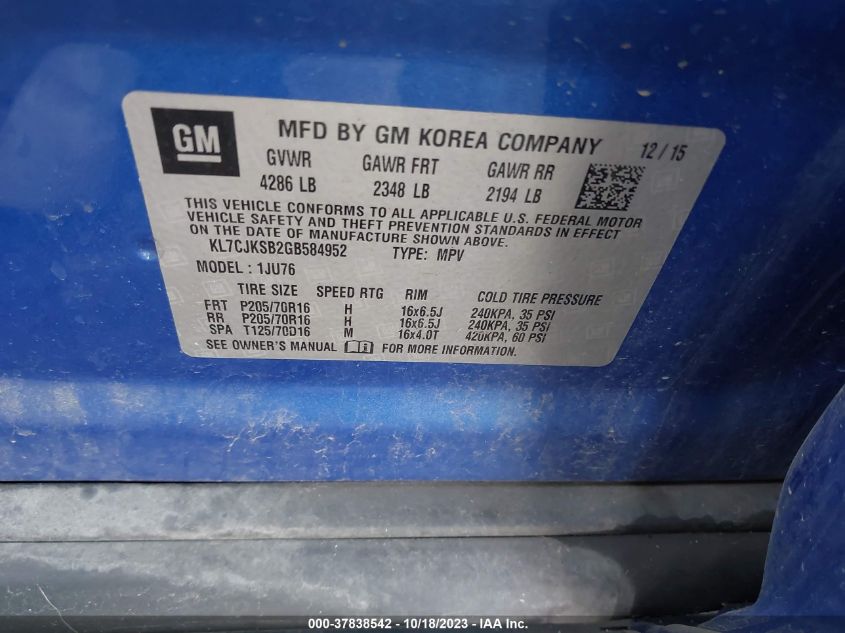 GM
MFD BY GM KOREA COMPANY 12/15
GVWR GAWR FRT GAWR RR
4286 LB 2348 LB 2194 LB
THIS VEHICLE CONFORMS TO ALL APPLICABLE U.S. FEDERAL MOTOR
VEHICLE SAFETY AND THEFT PREVENTION STANDARDS IN EFFECT
ON THE DATE OF MANUFACTURE SHOWN ABOVE.
KL7CJKSB2GB584952 TYPE: MPV
MODEL: 1JU76
TIRE SIZE SPEED RTG RIM COLD TIRE PRESSURE
FRT P205/70R16 H 16x6.5J 240KPA, 35 PSI
RR P205/70R16 H 16x6.5J 240KPA, 35 PSI
SPA T125/70D16 M 16x4.0T 420KPA, 60 PSI
SEE OWNER'S MANUAL FOR MORE INFORMATION.
000-37838542 - 10/18/2023 - IAA Inc.